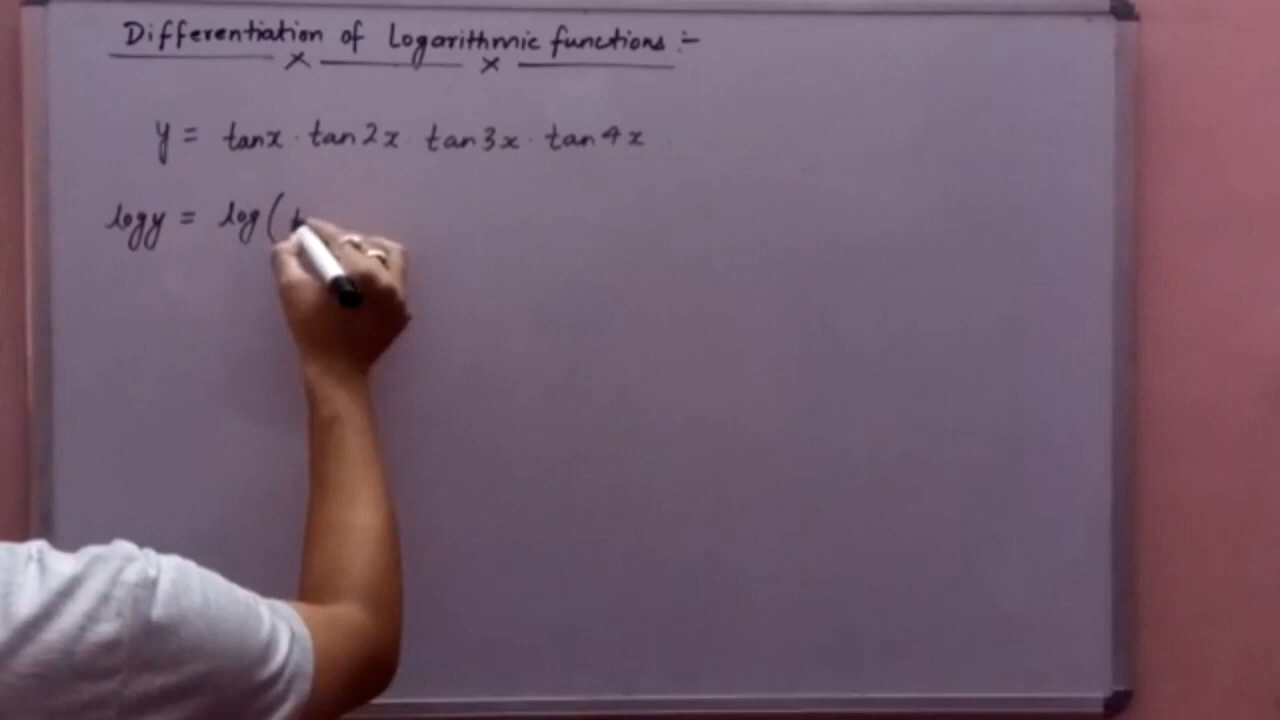 Differentiation of Logarithmic functions :-
y = tanx · tan2x · tan3x · tan4x
logy = log( t